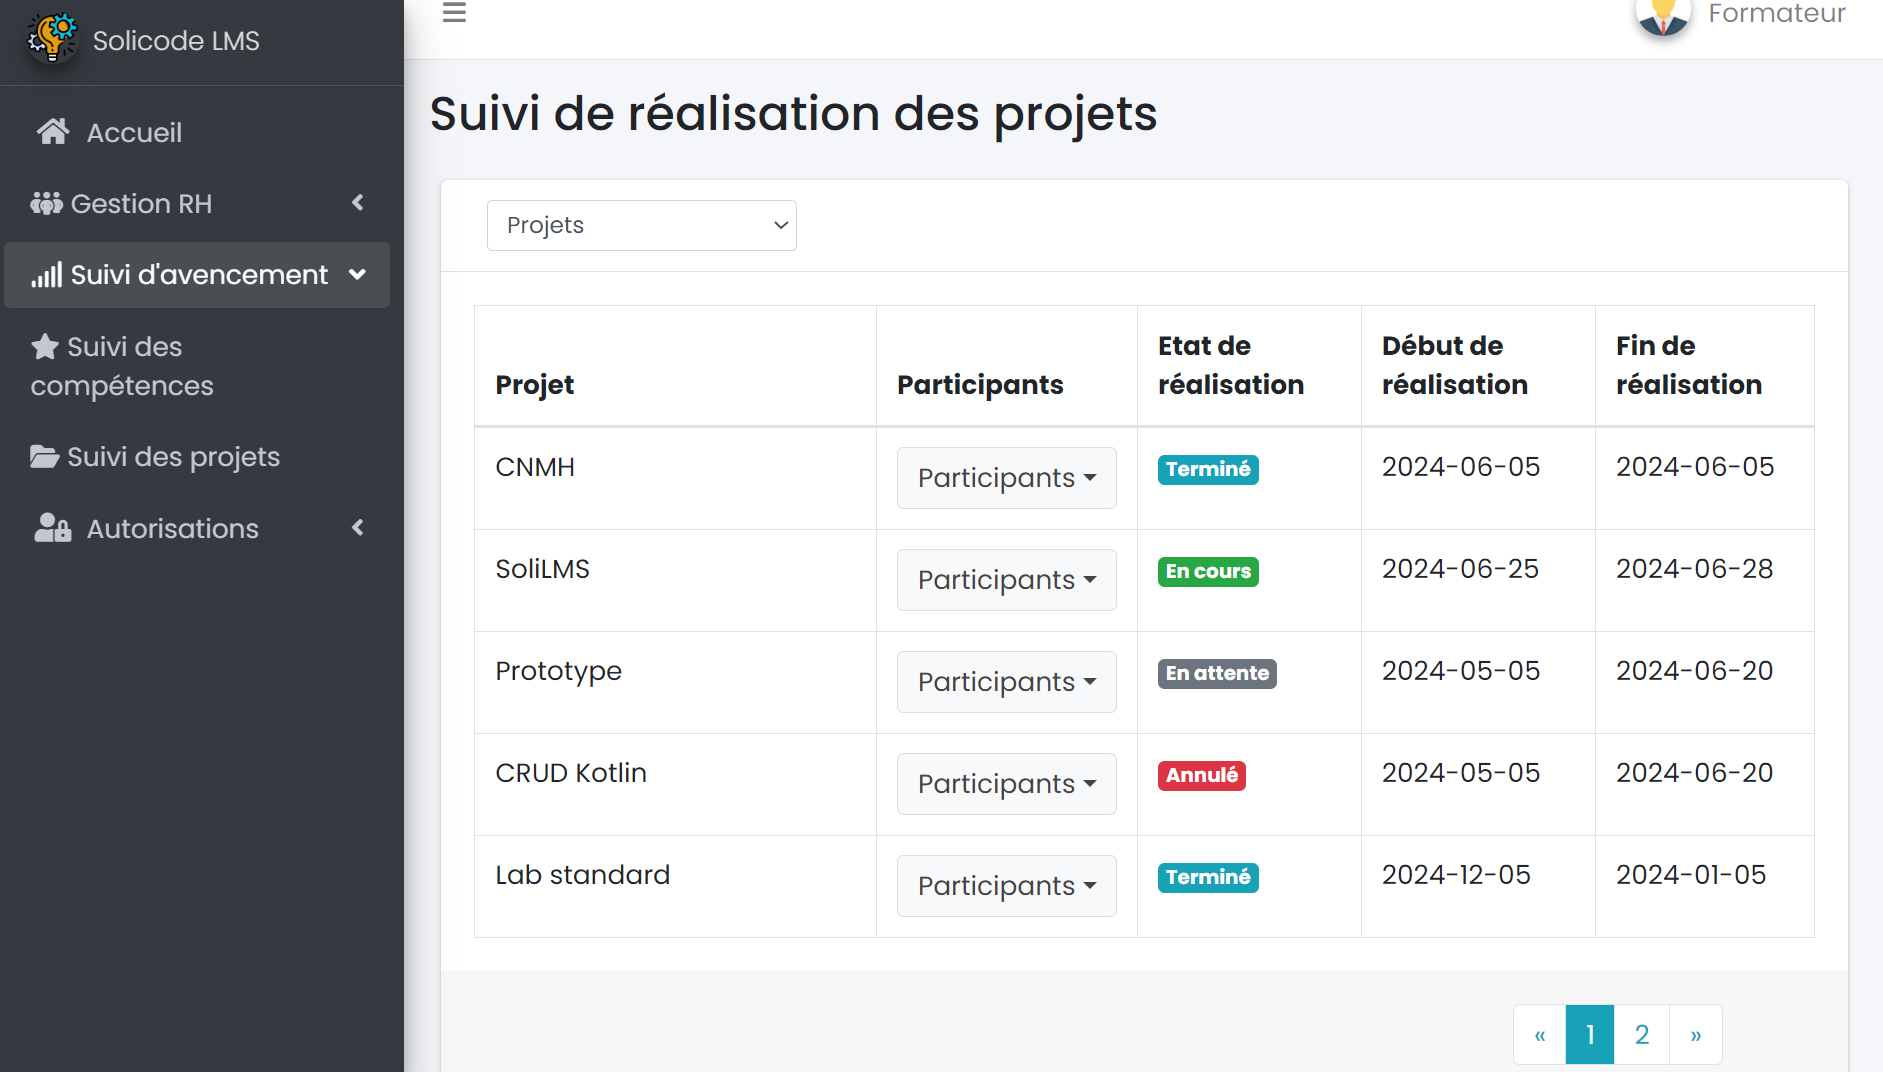 Solicode LMS
Accueil
Gestion RH
Suivi d'avencement
Suivi des
compétences
Suivi des projets
Autorisations
Formateur
Suivi de réalisation des projets
Projets
Projet Participants Etat de réalisation Début de réalisation Fin de réalisation
CNMH Participants Terminé 2024-06-05 2024-06-05
SoliLMS Participants En cours 2024-06-25 2024-06-28
Prototype Participants En attente 2024-05-05 2024-06-20
CRUD Kotlin Participants Annulé 2024-05-05 2024-06-20
Lab standard Participants Terminé 2024-12-05 2024-01-05
« 1 2 »